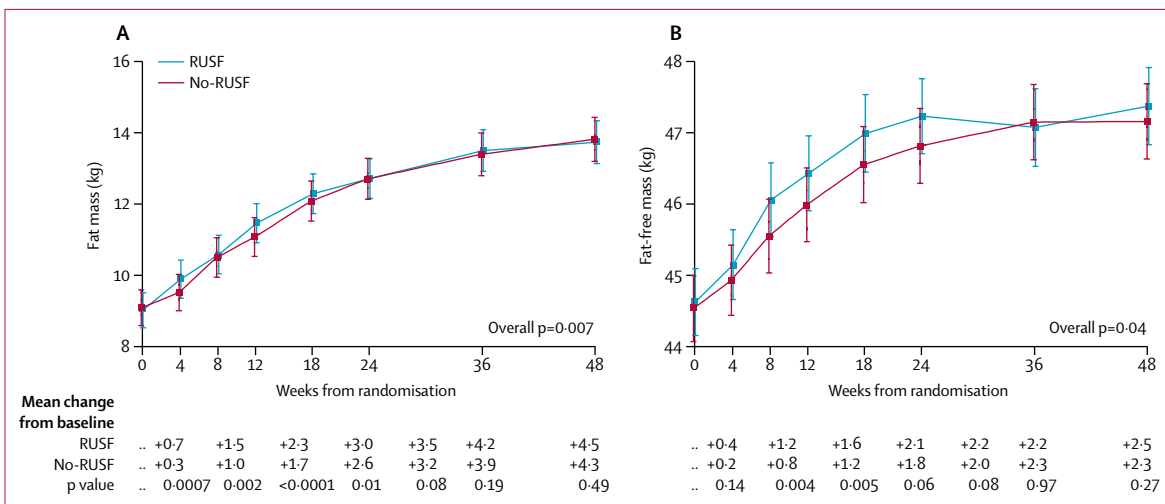 A
16
14
12
10
8
Fat mass (kg)
RUSF
No-RUSF
Overall p=0·007
0 4 8 12 18 24 36 48
Weeks from randomisation
B
48
47
46
45
44
Fat-free mass (kg)
Overall p=0·04
0 4 8 12 18 24 36 48
Weeks from randomisation
Mean change
from baseline
RUSF .. +0·7 +1·5 +2·3 +3·0 +3·5 +4·2 +4·5 .. +0·4 +1·2 +1·6 +2·1 +2·2 +2·2 +2·5
No-RUSF .. +0·3 +1·0 +1·7 +2·6 +3·2 +3·9 +4·3 .. +0·2 +0·8 +1·2 +1·8 +2·0 +2·3 +2·3
p value .. 0·0007 0·002 <0·0001 0·01 0·08 0·19 0·49 .. 0·14 0·004 0·005 0·06 0·08 0·97 0·27